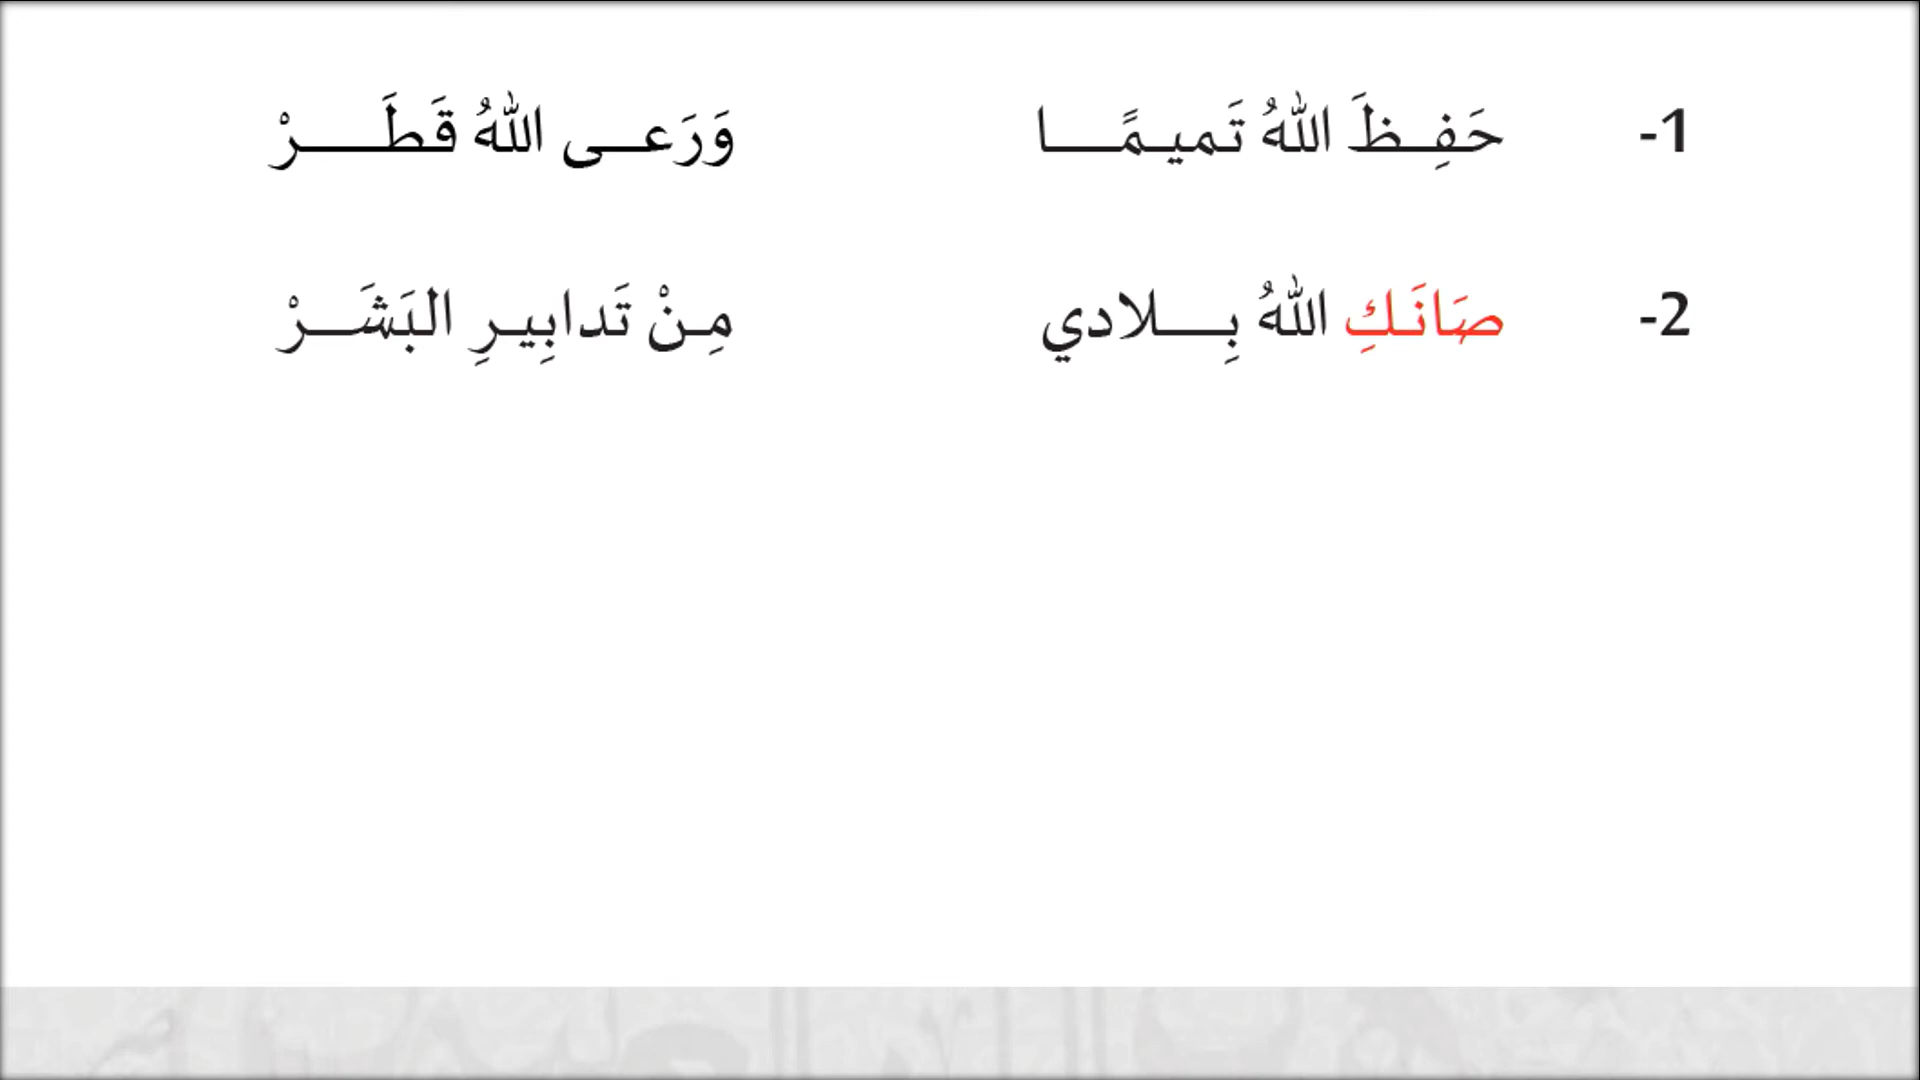 1- حَفِظَ اللهُ تَميمًا وَرَعى اللهُ قَطَرْ
2- صَانَكِ اللهُ بِلادي مِنْ تَدابِيرِ البَشَرْ